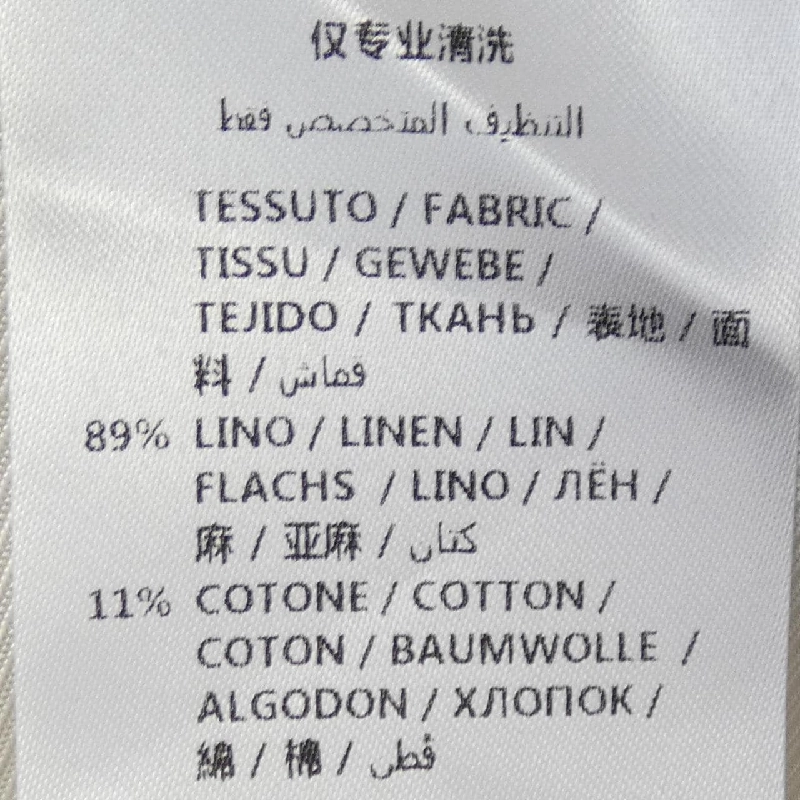 仅专业清洗
التنظيف المتخصص فقط
TESSUTO / FABRIC /
TISSU / GEWEBE /
TEJIDO / ТКАНЬ / 表地 / 面
料 / قماش
89% LINO / LINEN / LIN /
FLACHS / LINO / ЛЁН /
麻 / 亚麻 / كتان
11% COTONE / COTTON /
COTON / BAUMWOLLE /
ALGODON / ХЛОПОК /
綿 / 棉 / قطن